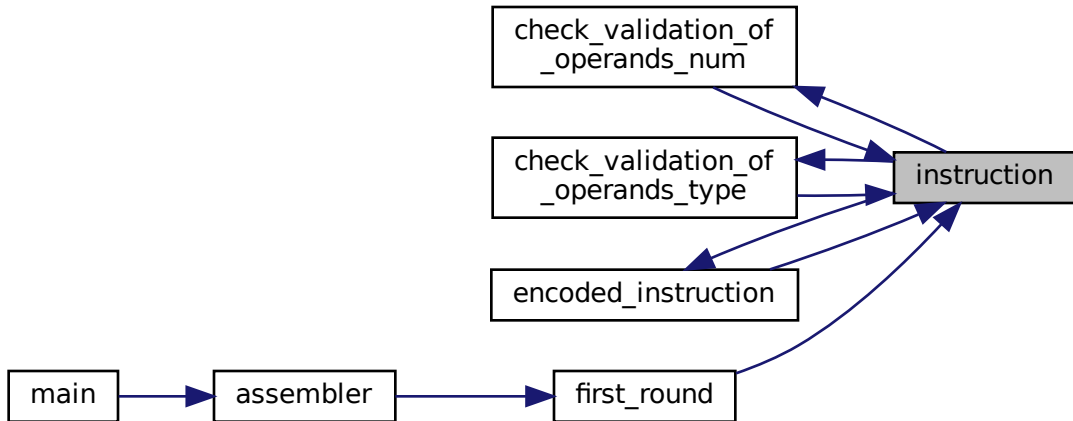 check_validation_of
_operands_num
check_validation_of
_operands_type
instruction
encoded_instruction
main
assembler
first_round